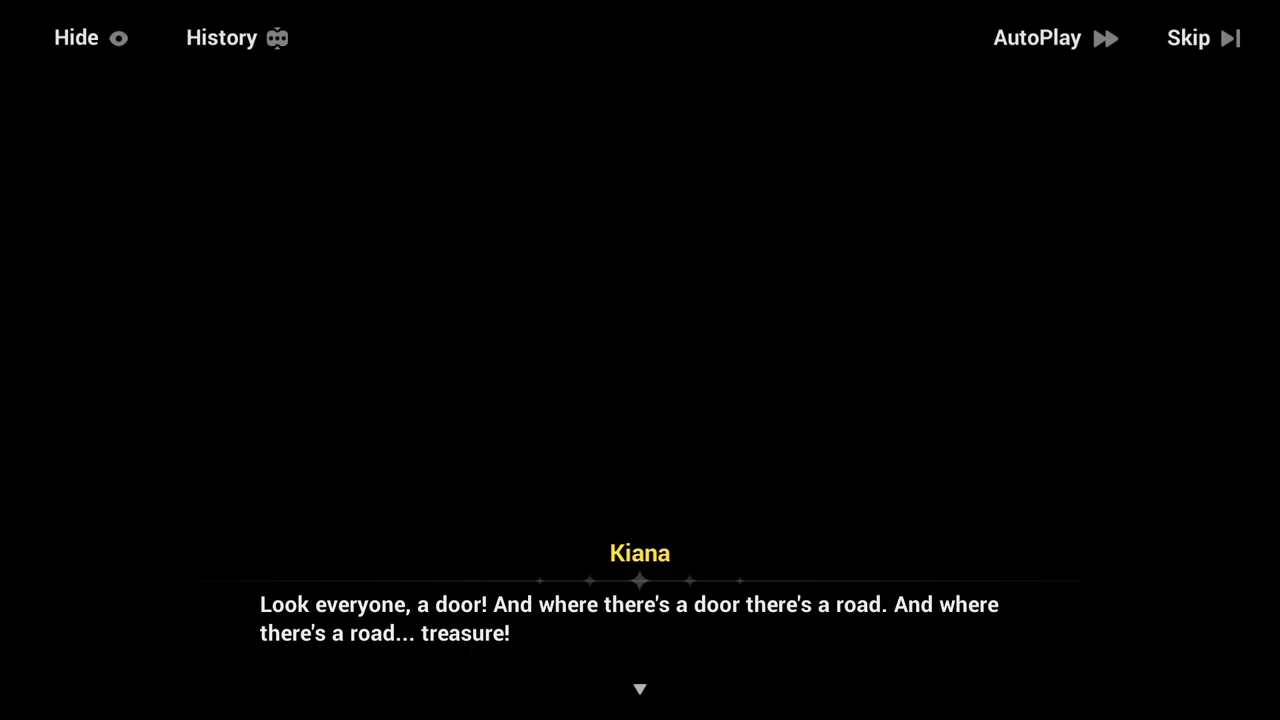 Hide
History
AutoPlay
Skip
Kiana
Look everyone, a door! And where there's a door there's a road. And where
there's a road... treasure!